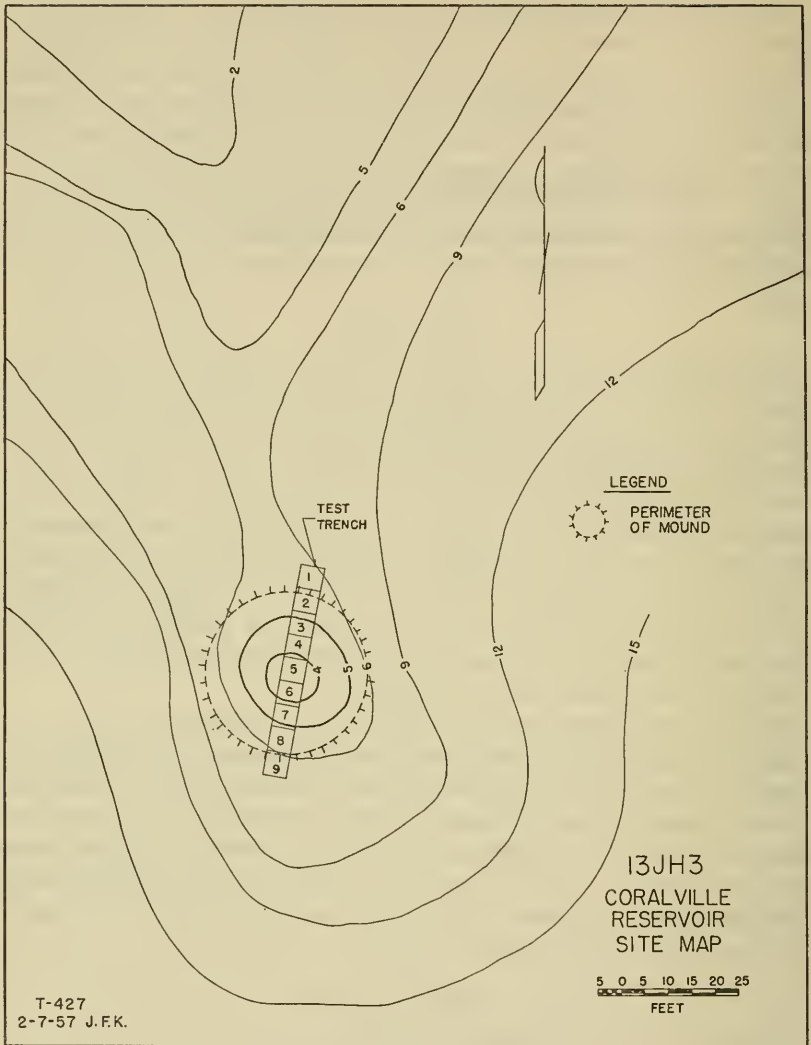 2
5
6
9
12
TEST
TRENCH
LEGEND
PERIMETER
OF MOUND
1
2
3
4
5
6
7
8
9
4
5
6
9
12
15
13JH3
CORALVILLE
RESERVOIR
SITE MAP
5 0 5 10 15 20 25
FEET
T-427
2-7-57 J.F.K.